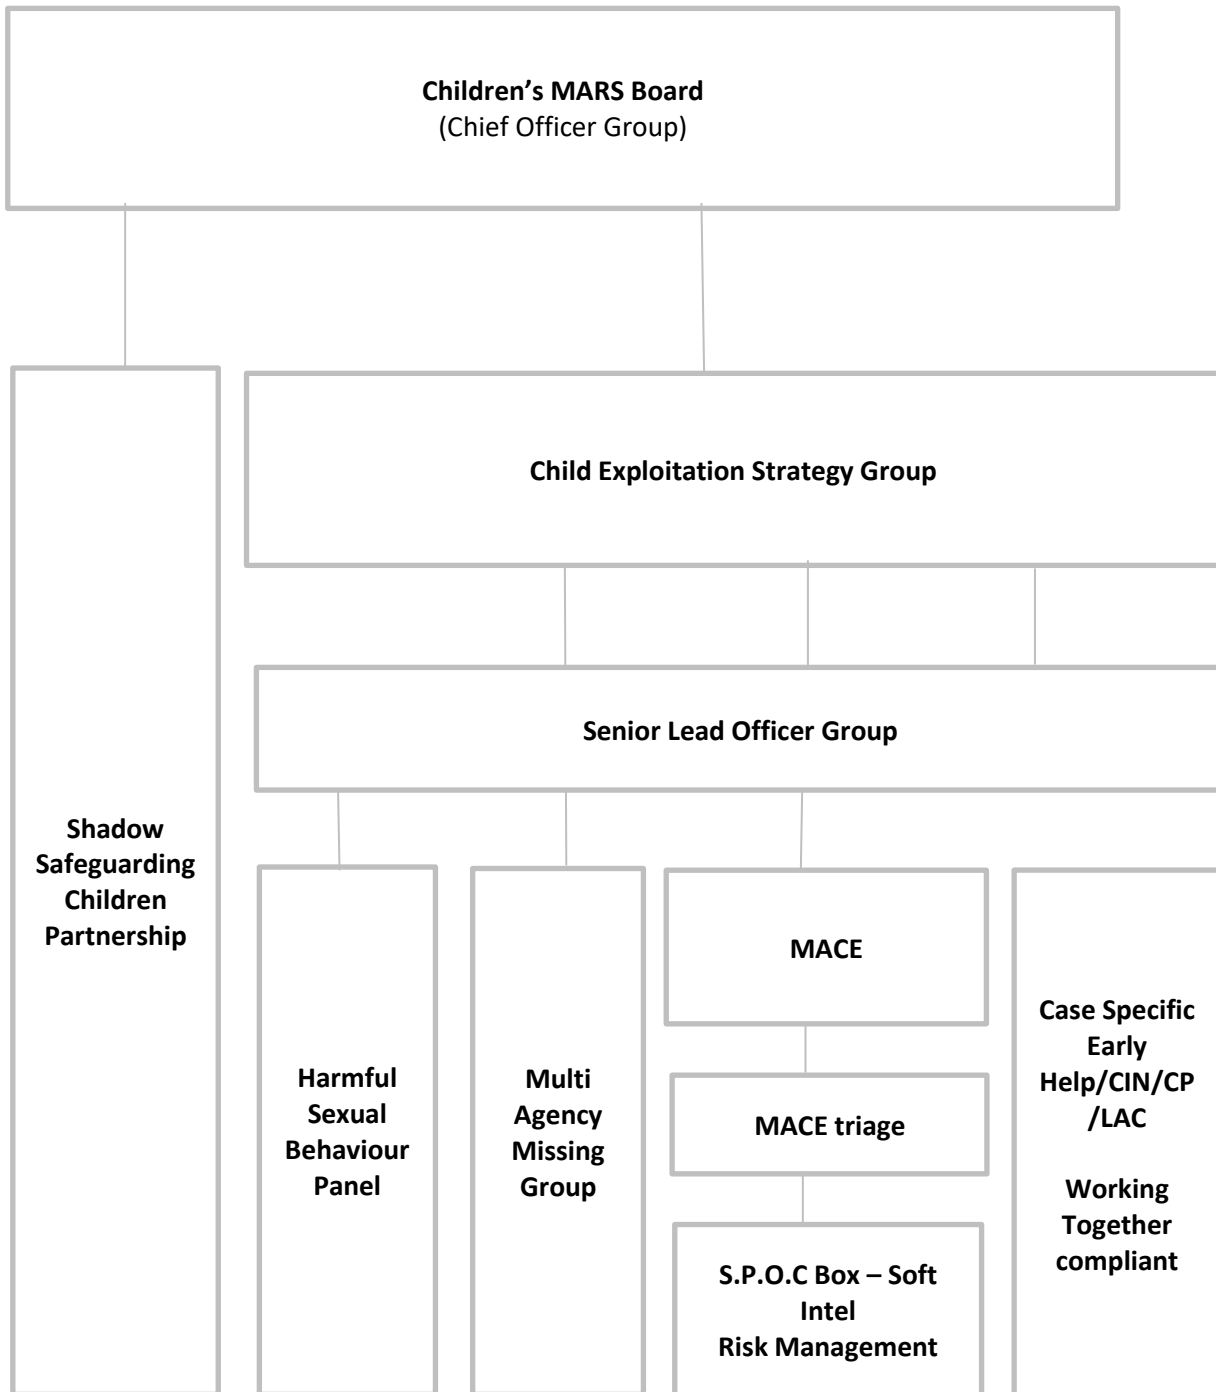 Children’s MARS Board
(Chief Officer Group)
Child Exploitation Strategy Group
Senior Lead Officer Group
Shadow
Safeguarding
Children
Partnership
Harmful
Sexual
Behaviour
Panel
Multi
Agency
Missing
Group
MACE
MACE triage
S.P.O.C Box – Soft
Intel
Risk Management
Case Specific
Early
Help/CIN/CP
/LAC
Working
Together
compliant